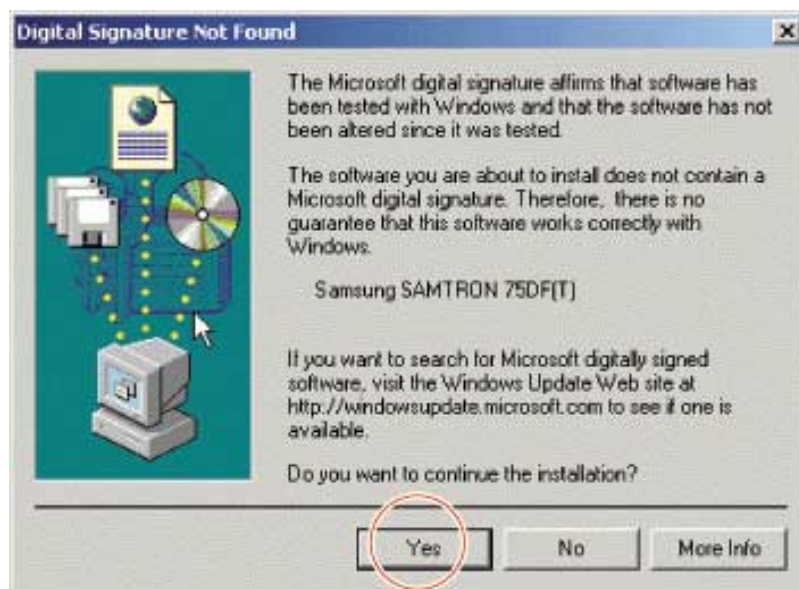 Digital Signature Not Found
The Microsoft digital signature affirms that software has
been tested with Windows and that the software has not
been altered since it was tested.
The software you are about to install does not contain a
Microsoft digital signature. Therefore, there is no
guarantee that this software works correctly with
Windows.
Samsung SAMTRON 75DF(T)
If you want to search for Microsoft digitally signed
software, visit the Windows Update Web site at
http://windowsupdate.microsoft.com to see if one is
available.
Do you want to continue the installation?
Yes No More Info